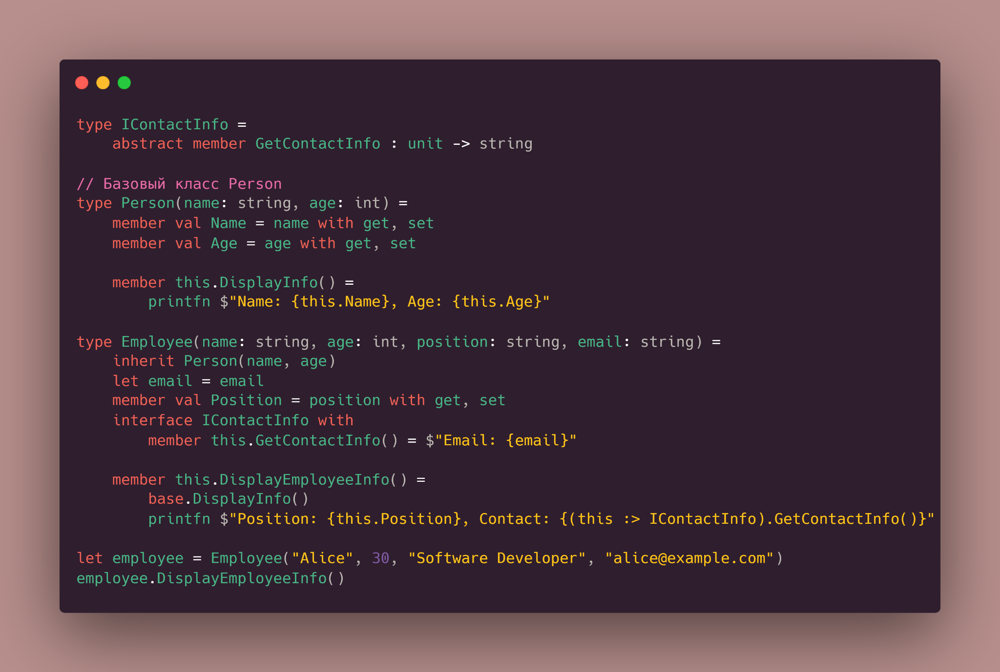 type IContactInfo =
    abstract member GetContactInfo : unit -> string

// Базовый класс Person
type Person(name: string, age: int) =
    member val Name = name with get, set
    member val Age = age with get, set

    member this.DisplayInfo() =
        printfn $"Name: {this.Name}, Age: {this.Age}"

type Employee(name: string, age: int, position: string, email: string) =
    inherit Person(name, age)
    let email = email
    member val Position = position with get, set
    interface IContactInfo with
        member this.GetContactInfo() = $"Email: {email}"

    member this.DisplayEmployeeInfo() =
        base.DisplayInfo()
        printfn $"Position: {this.Position}, Contact: {(this :> IContactInfo).GetContactInfo()}"

let employee = Employee("Alice", 30, "Software Developer", "alice@example.com")
employee.DisplayEmployeeInfo()